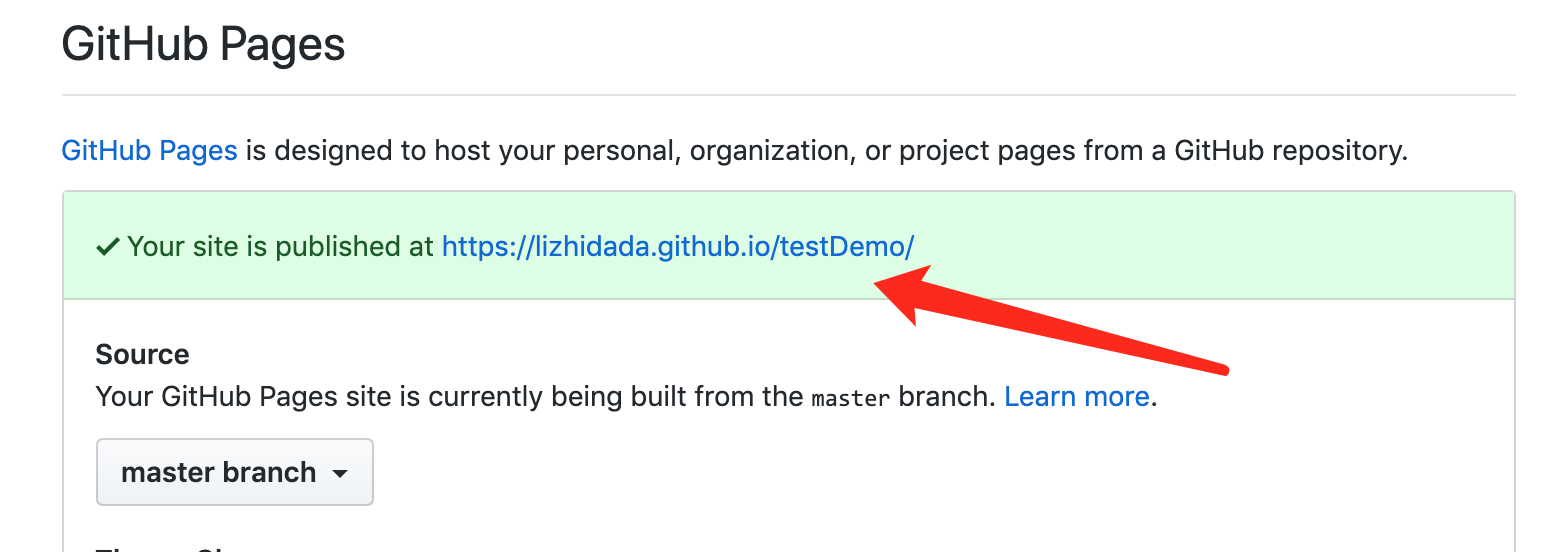 GitHub Pages
GitHub Pages is designed to host your personal, organization, or project pages from a GitHub repository.
Your site is published at https://lizhidada.github.io/testDemo/
Source
Your GitHub Pages site is currently being built from the master branch. Learn more.
master branch